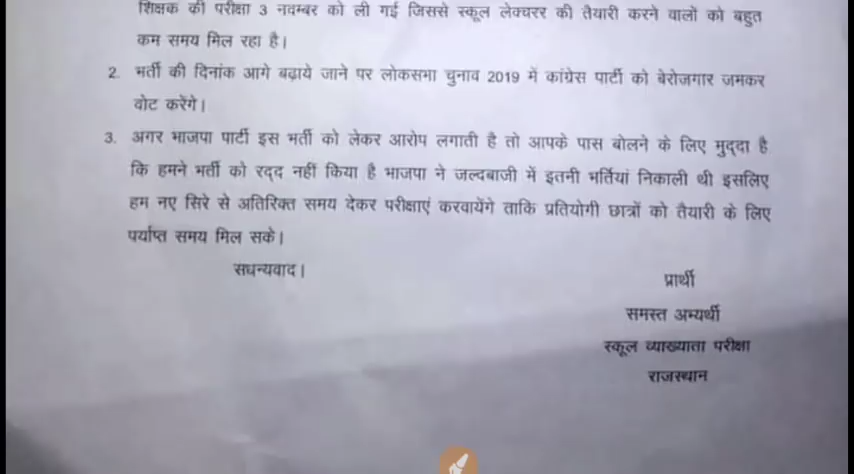 शिक्षक की परीक्षा 3 नवम्बर को ली गई जिससे स्कूल लेक्चरर की तैयारी करने वालों को बहुत
कम समय मिल रहा है।
2. भर्ती की दिनांक आगे बढ़ाये जाने पर लोकसभा चुनाव 2019 में कांग्रेस पार्टी को बेरोजगार जमकर
वोट करेंगे।
3. अगर भाजपा पार्टी इस भर्ती को लेकर आरोप लगाती है तो आपके पास बोलने के लिए मुद्दा है
कि हमने भर्ती को रद्द नहीं किया है भाजपा ने जल्दबाजी में इतनी भर्तियां निकाली थी इसलिए
हम नए सिरे से अतिरिक्त समय देकर परीक्षाएं करवायेंगे ताकि प्रतियोगी छात्रों को तैयारी के लिए
पर्याप्त समय मिल सके।
सधन्यवाद।
प्रार्थी
समस्त अभ्यर्थी
स्कूल व्याख्याता परीक्षा
राजस्थान